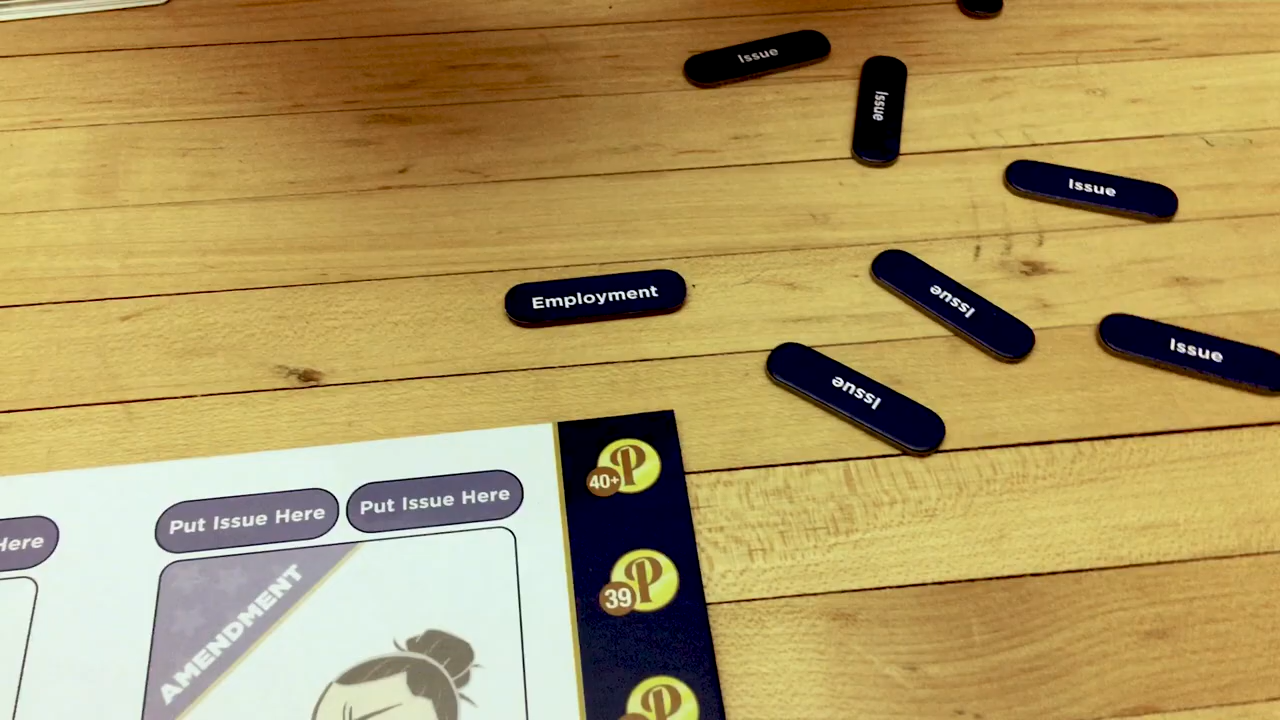 Issue
Issue
Issue
Employment
Issue
Issue
Issue
40+ P
Put Issue Here
Put Issue Here
Here
39 P
AMENDMENT
P